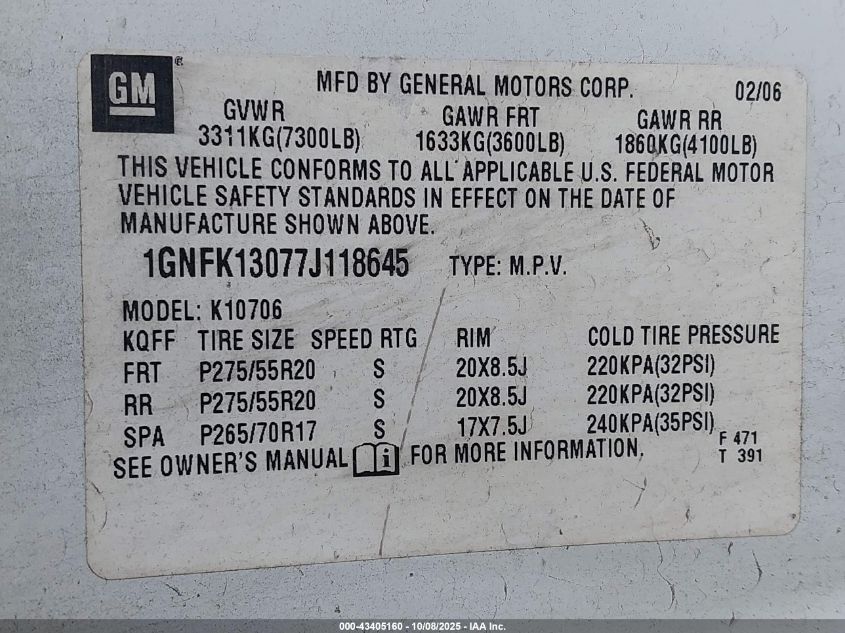 GM
MFD BY GENERAL MOTORS CORP. 02/06
GVWR GAWR FRT GAWR RR
3311KG(7300LB) 1633KG(3600LB) 1860KG(4100LB)
THIS VEHICLE CONFORMS TO ALL APPLICABLE U.S. FEDERAL MOTOR
VEHICLE SAFETY STANDARDS IN EFFECT ON THE DATE OF
MANUFACTURE SHOWN ABOVE.
1GNFK13077J118645 TYPE: M.P.V.
MODEL: K10706
KQFF TIRE SIZE SPEED RTG RIM COLD TIRE PRESSURE
FRT P275/55R20 S 20X8.5J 220KPA(32PSI)
RR P275/55R20 S 20X8.5J 220KPA(32PSI)
SPA P265/70R17 S 17X7.5J 240KPA(35PSI)
F 471
SEE OWNER'S MANUAL i FOR MORE INFORMATION. T 391
000-43405160 - 10/08/2025 - IAA Inc.